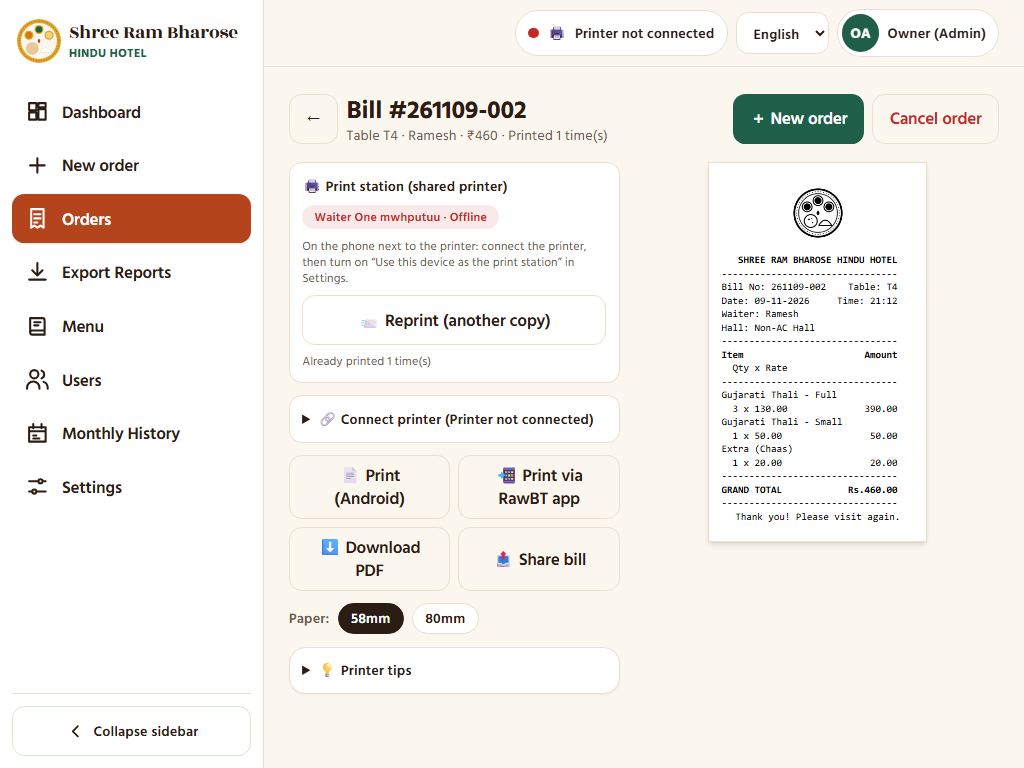 Shree Ram Bharose
HINDU HOTEL
Dashboard
New order
Orders
Export Reports
Menu
Users
Monthly History
Settings
Collapse sidebar
Printer not connected
English
OA
Owner (Admin)
←
Bill #261109-002
Table T4 · Ramesh · ₹460 · Printed 1 time(s)
+ New order
Cancel order
Print station (shared printer)
Waiter One mwhputuu · Offline
On the phone next to the printer: connect the printer,
then turn on “Use this device as the print station” in
Settings.
Reprint (another copy)
Already printed 1 time(s)
Connect printer (Printer not connected)
Print
(Android)
Print via
RawBT app
Download
PDF
Share bill
Paper:
58mm
80mm
Printer tips
SHREE RAM BHAROSE HINDU HOTEL
--------------------------------
Bill No: 261109-002 Table: T4
Date: 09-11-2026 Time: 21:12
Waiter: Ramesh
Hall: Non-AC Hall
--------------------------------
Item Amount
Qty x Rate
--------------------------------
Gujarati Thali - Full
3 x 130.00 390.00
Gujarati Thali - Small
1 x 50.00 50.00
Extra (Chaas)
1 x 20.00 20.00
--------------------------------
GRAND TOTAL Rs.460.00
--------------------------------
Thank you! Please visit again.